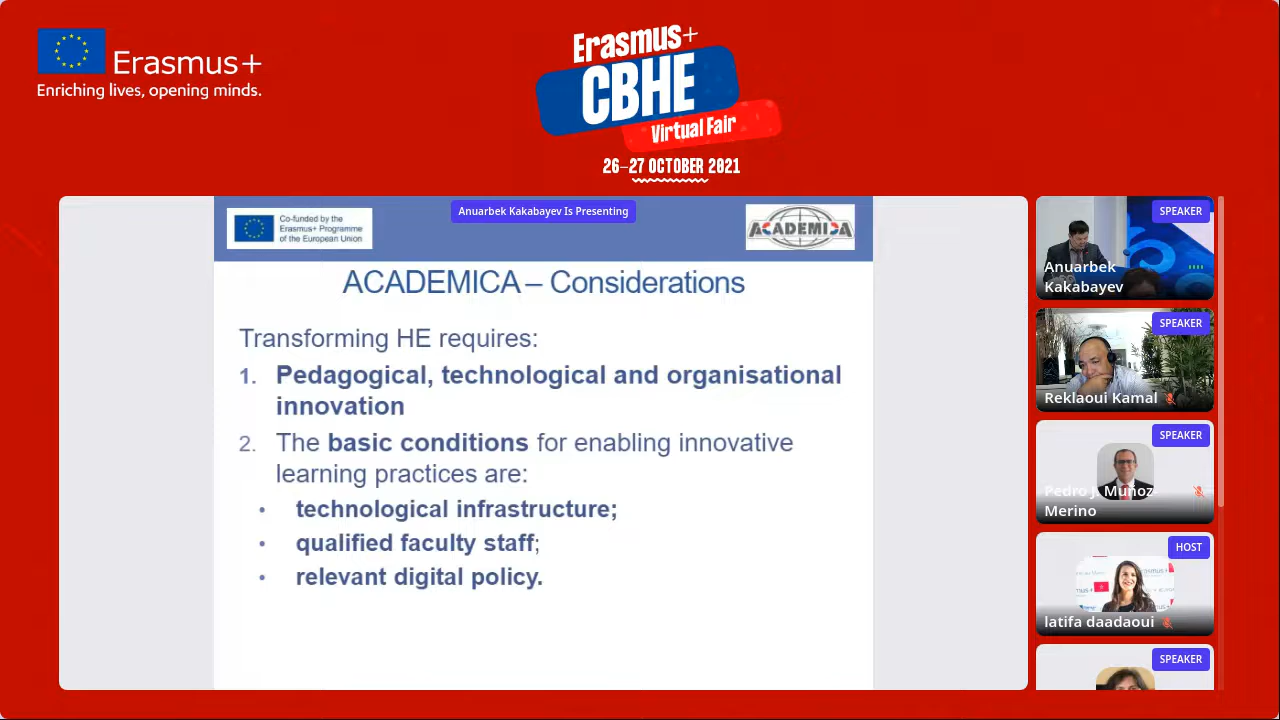 Erasmus+
Enriching lives, opening minds.
Erasmus+
CBHE
Virtual Fair
26–27 OCTOBER 2021
Anuarbek Kakabayev Is Presenting
Co-funded by the
Erasmus+ Programme
of the European Union
ACADEMICA
ACADEMICA – Considerations
Transforming HE requires:
1. Pedagogical, technological and organisational
innovation
2. The basic conditions for enabling innovative
learning practices are:
• technological infrastructure;
• qualified faculty staff;
• relevant digital policy.
SPEAKER
Anuarbek
Kakabayev
SPEAKER
Reklaoui Kamal
SPEAKER
Pedro J. Muñoz-
Merino
HOST
latifa daadaoui
SPEAKER